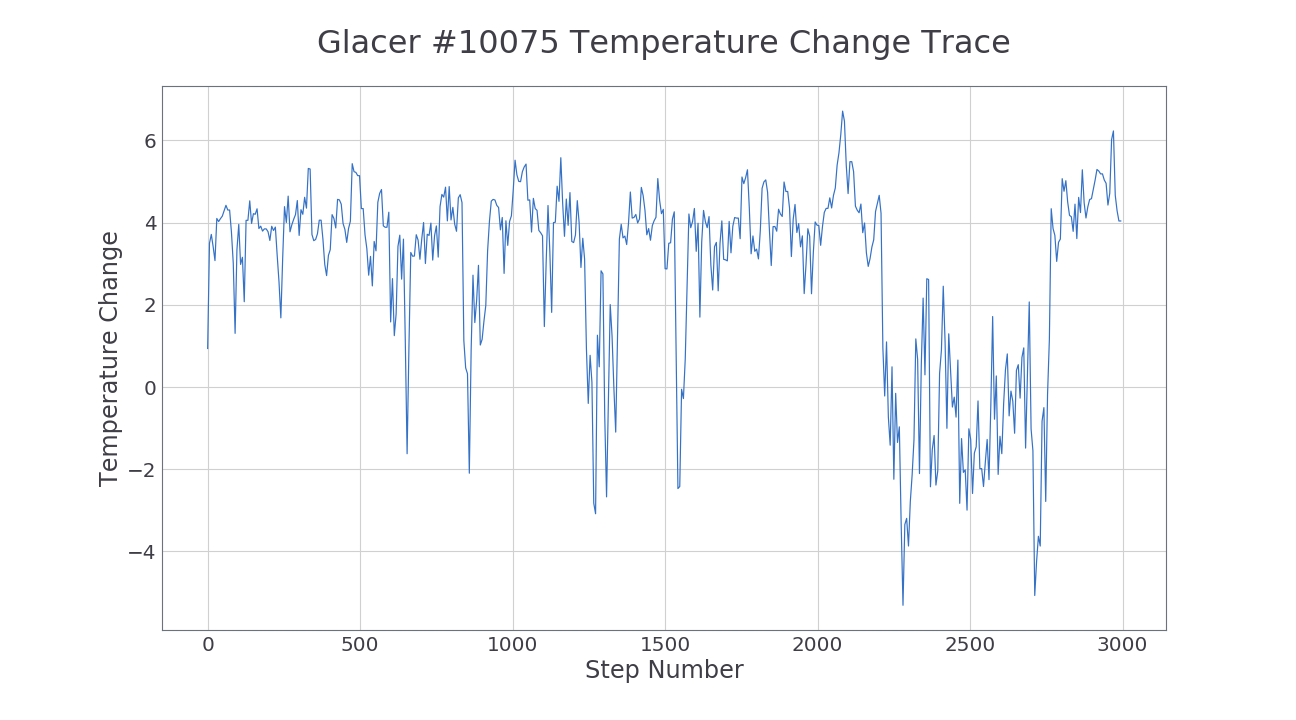 Glacer #10075 Temperature Change Trace
Temperature Change
6
4
2
0
−2
−4
0 500 1000 1500 2000 2500 3000
Step Number